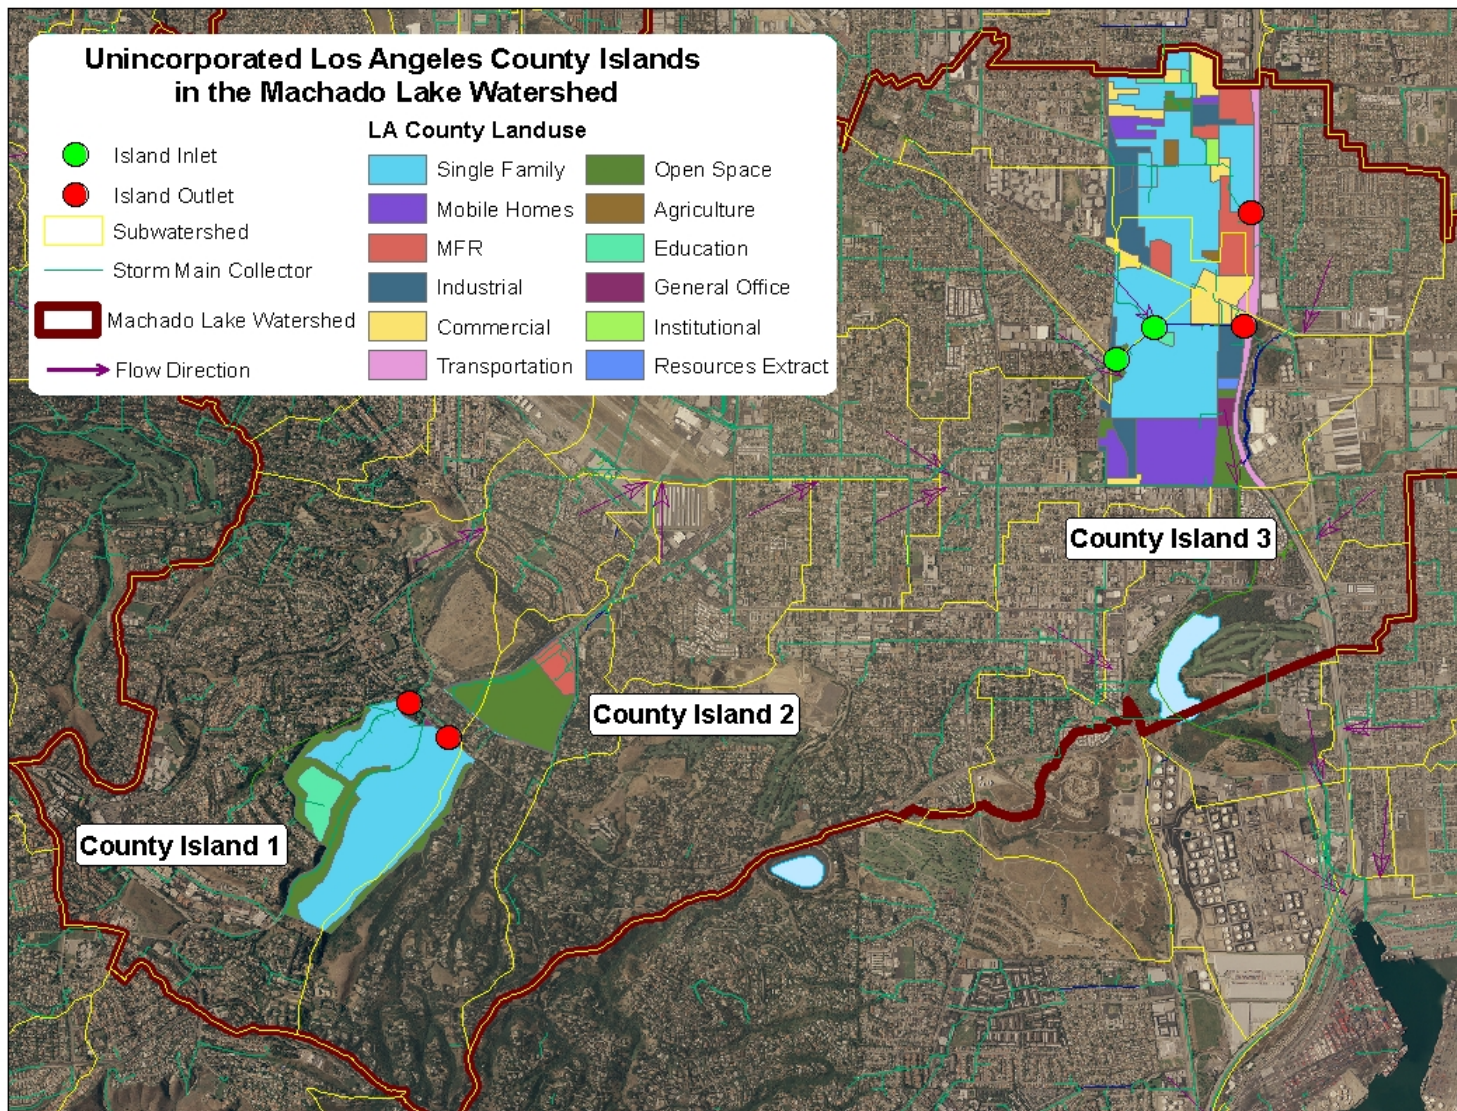 Unincorporated Los Angeles County Islands
in the Machado Lake Watershed
Island Inlet
Island Outlet
Subwatershed
Storm Main Collector
Machado Lake Watershed
Flow Direction
LA County Landuse
Single Family
Mobile Homes
MFR
Industrial
Commercial
Transportation
Open Space
Agriculture
Education
General Office
Institutional
Resources Extract
County Island 3
County Island 2
County Island 1